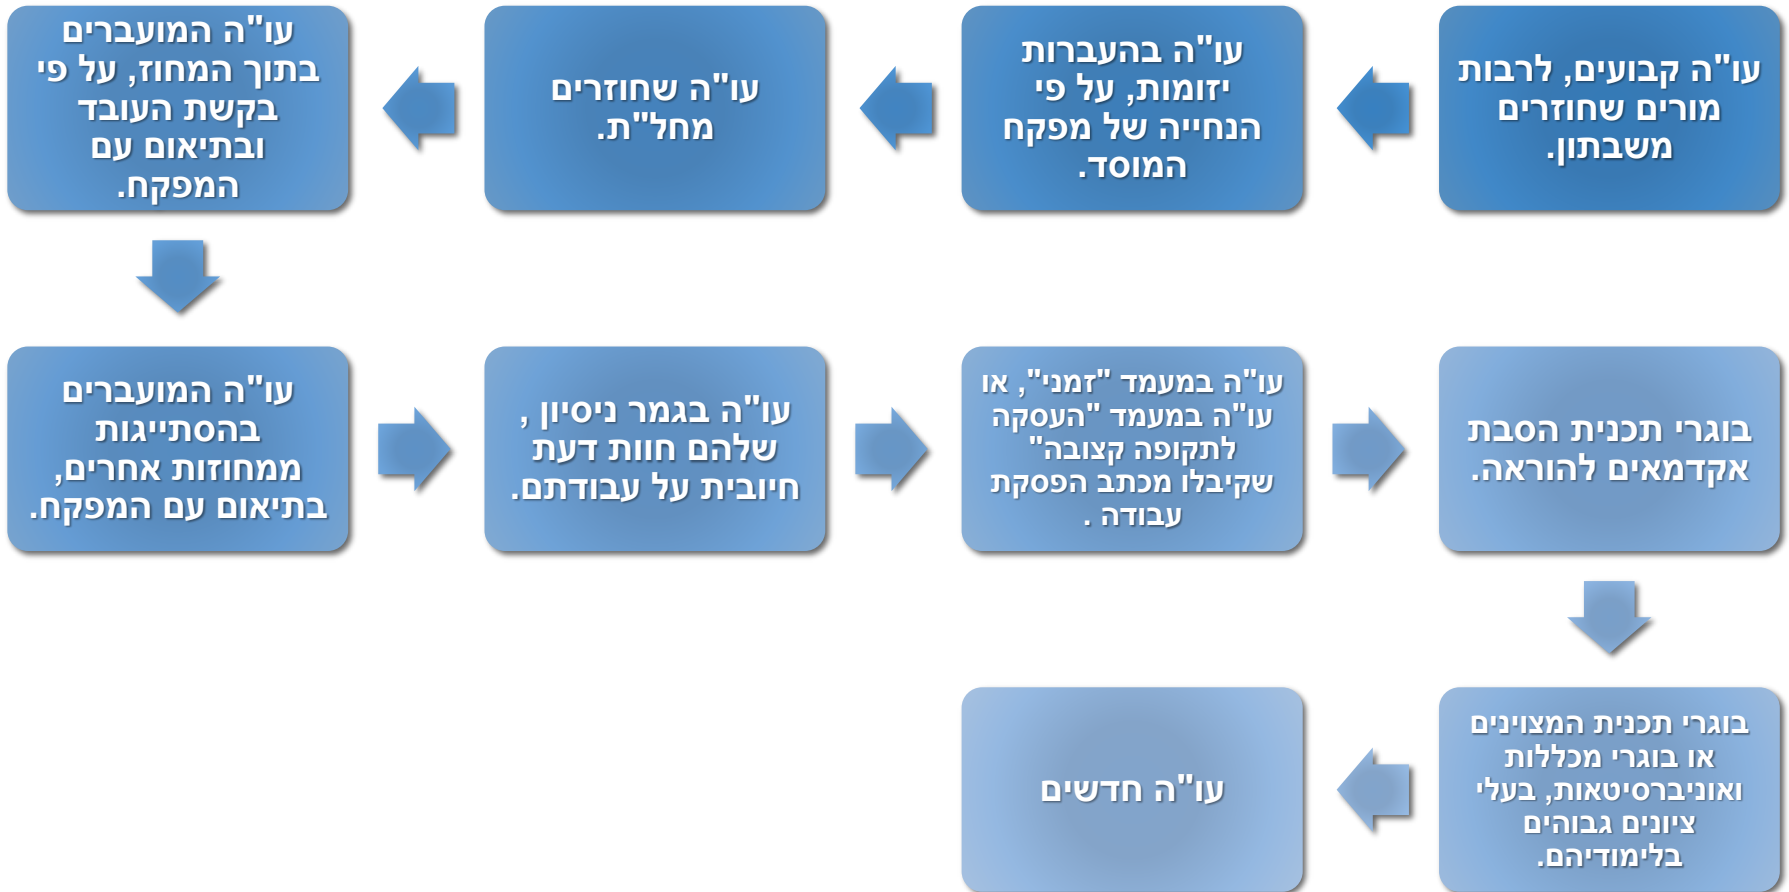 עו"ה קבועים, לרבות
מורים שחוזרים
משבתון.
עו"ה בהעברות
יזומות, על פי
הנחייה של מפקח
המוסד.
עו"ה שחוזרים
מחל"ת.
עו"ה המועברים
בתוך המחוז, על פי
בקשת העובד
ובתיאום עם
המפקח.
עו"ה המועברים
בהסתייגות
ממחוזות אחרים,
בתיאום עם המפקח.
עו"ה בגמר ניסיון ,
שלהם חוות דעת
חיובית על עבודתם.
עו"ה במעמד "זמני", או
עו"ה במעמד "העסקה
לתקופה קצובה"
שקיבלו מכתב הפסקת
עבודה .
בוגרי תכנית הסבת
אקדמאים להוראה.
בוגרי תכנית המצוינים
או בוגרי מכללות
ואוניברסיטאות, בעלי
ציונים גבוהים
בלימודיהם.
עו"ה חדשים